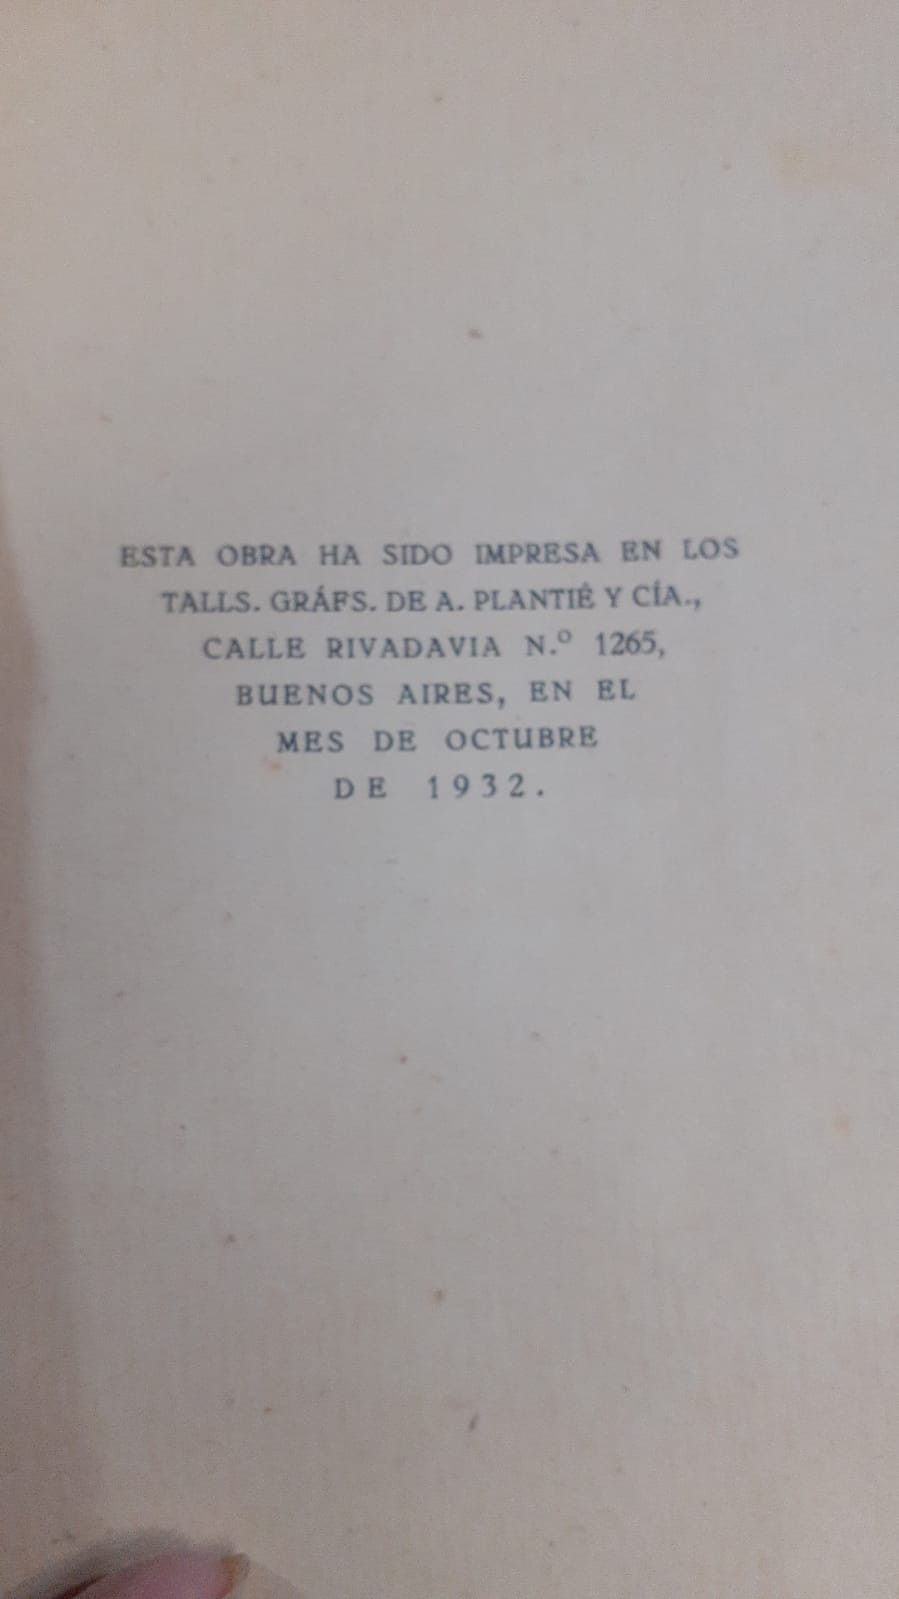 ESTA OBRA HA SIDO IMPRESA EN LOS
TALLS. GRÁFS. DE A. PLANTIÉ Y CÍA.,
CALLE RIVADAVIA N.º 1265,
BUENOS AIRES, EN EL
MES DE OCTUBRE
DE 1932.